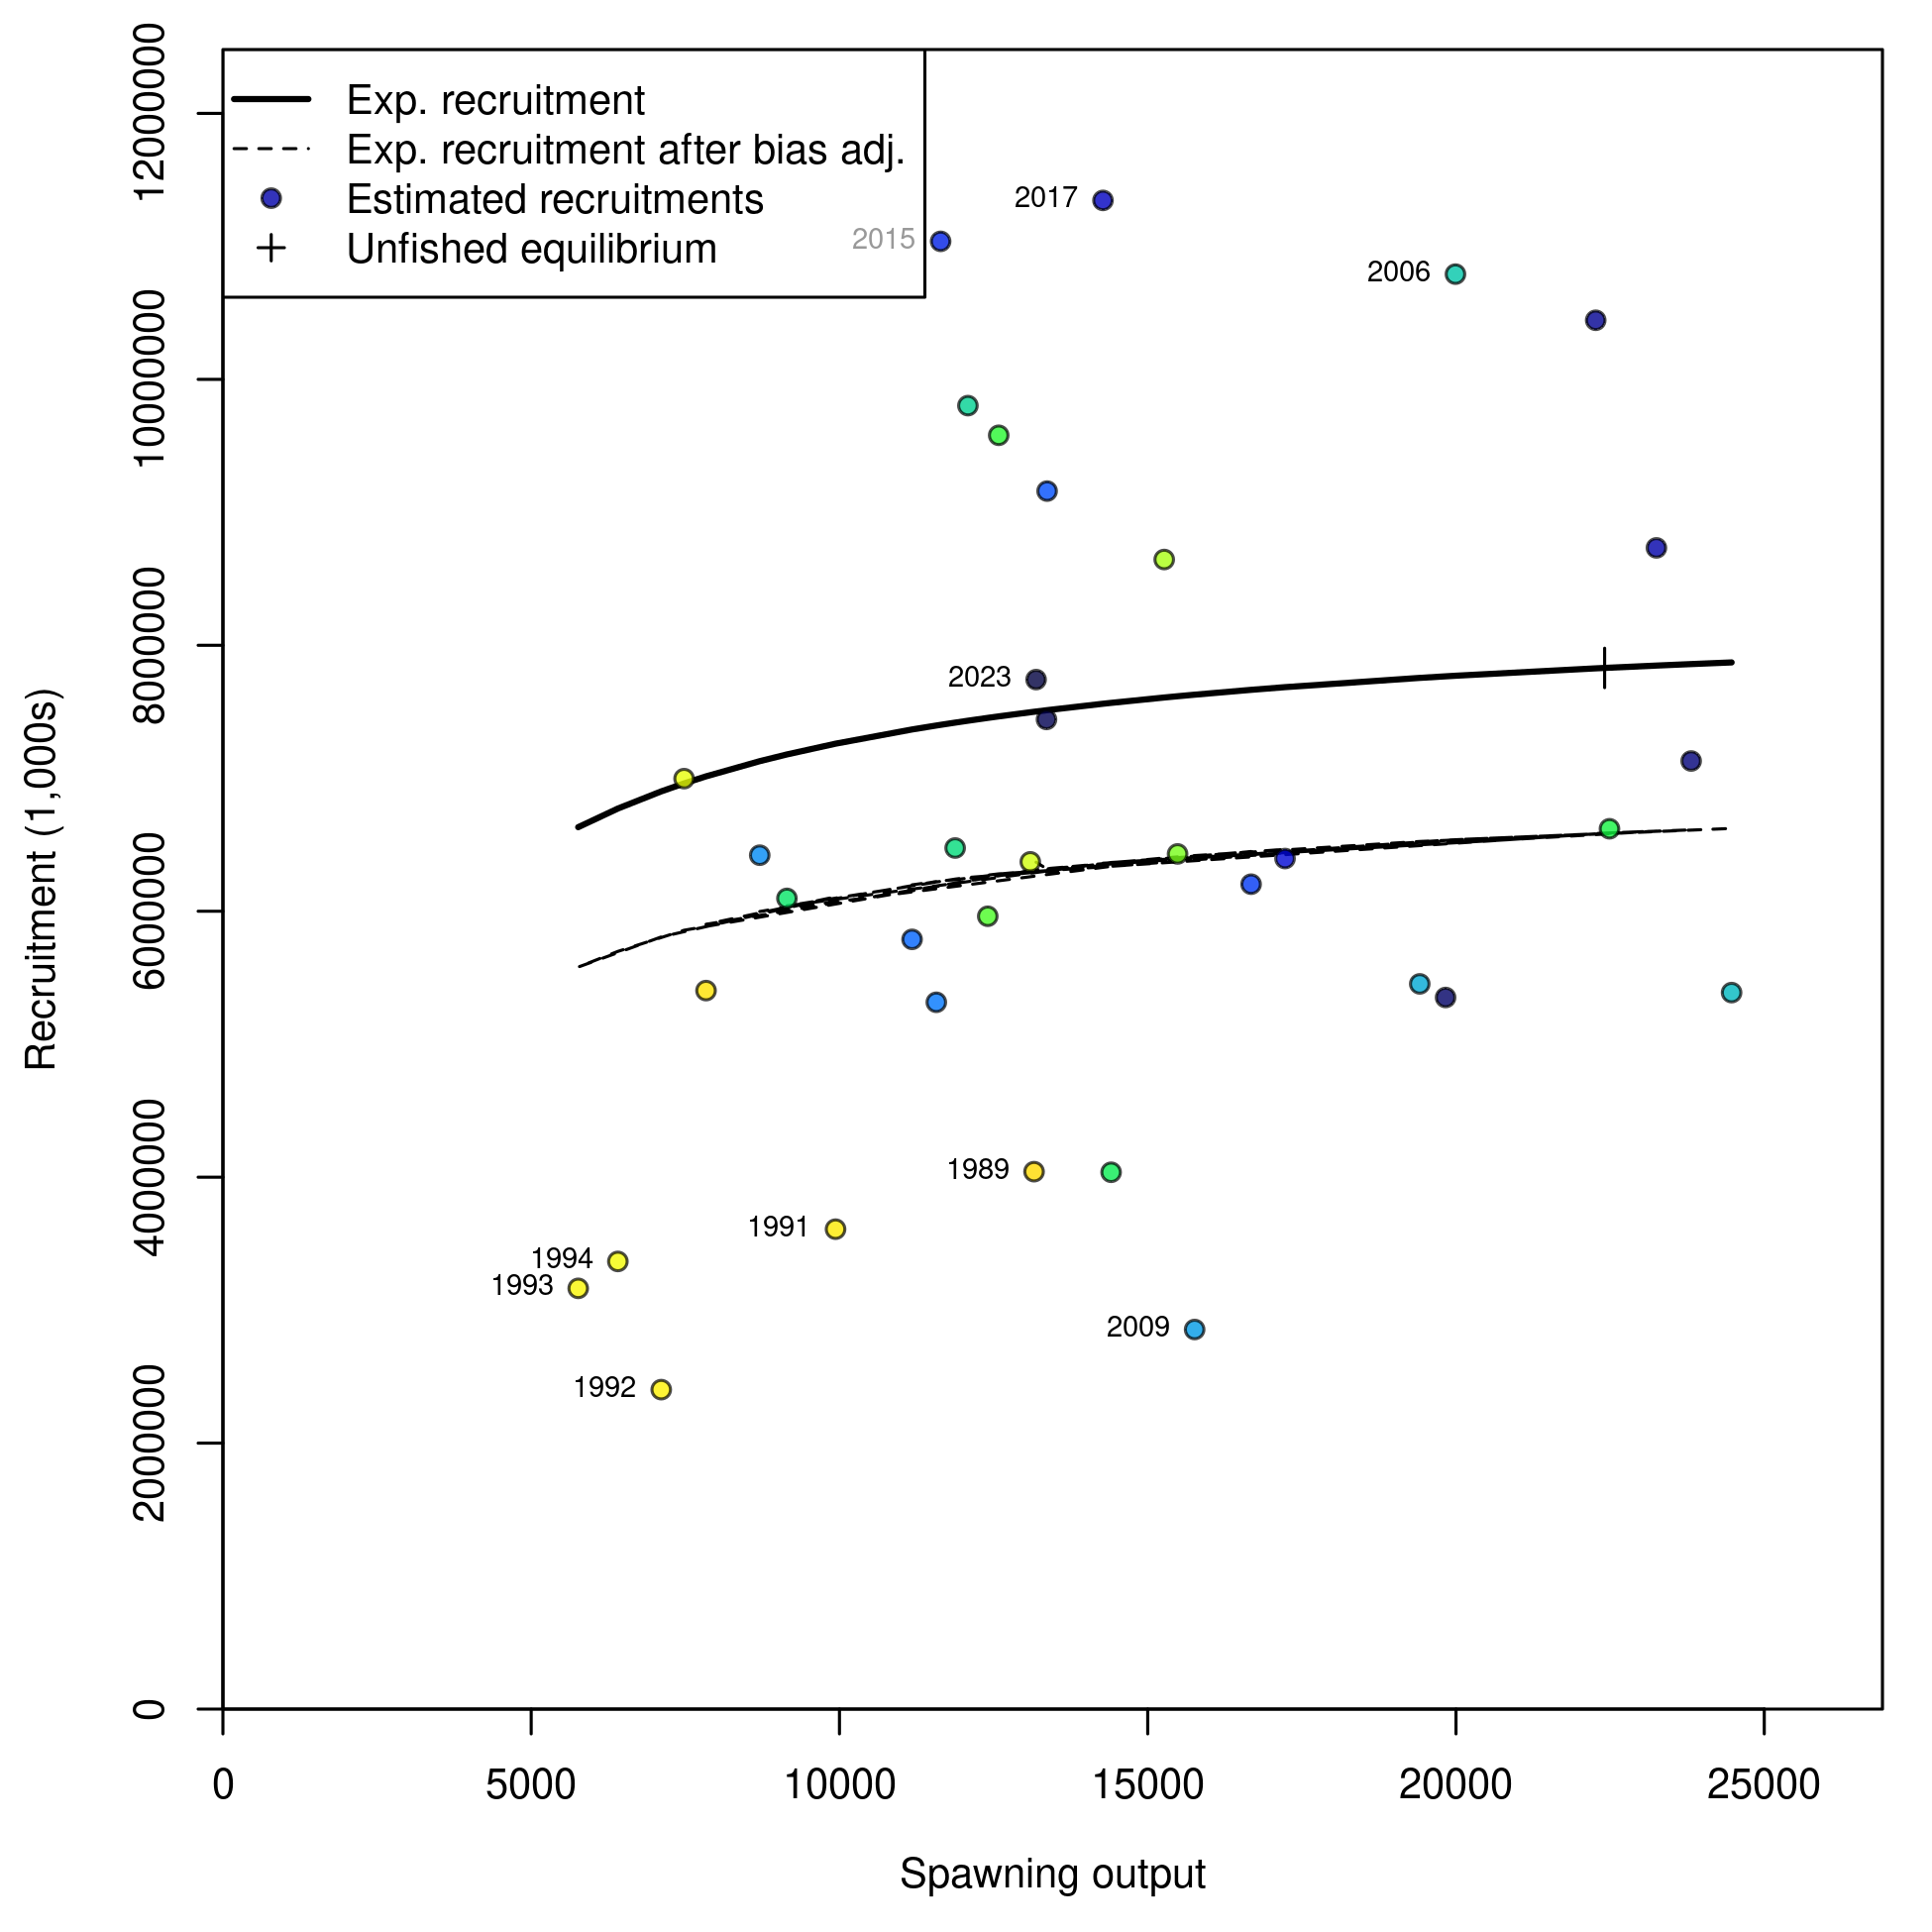 Exp. recruitment
Exp. recruitment after bias adj.
Estimated recruitments
Unfished equilibrium
2017
2015
2006
2023
1989
1991
1994
1993
2009
1992
12000000
10000000
8000000
6000000
4000000
2000000
0
Recruitment (1,000s)
0 5000 10000 15000 20000 25000
Spawning output